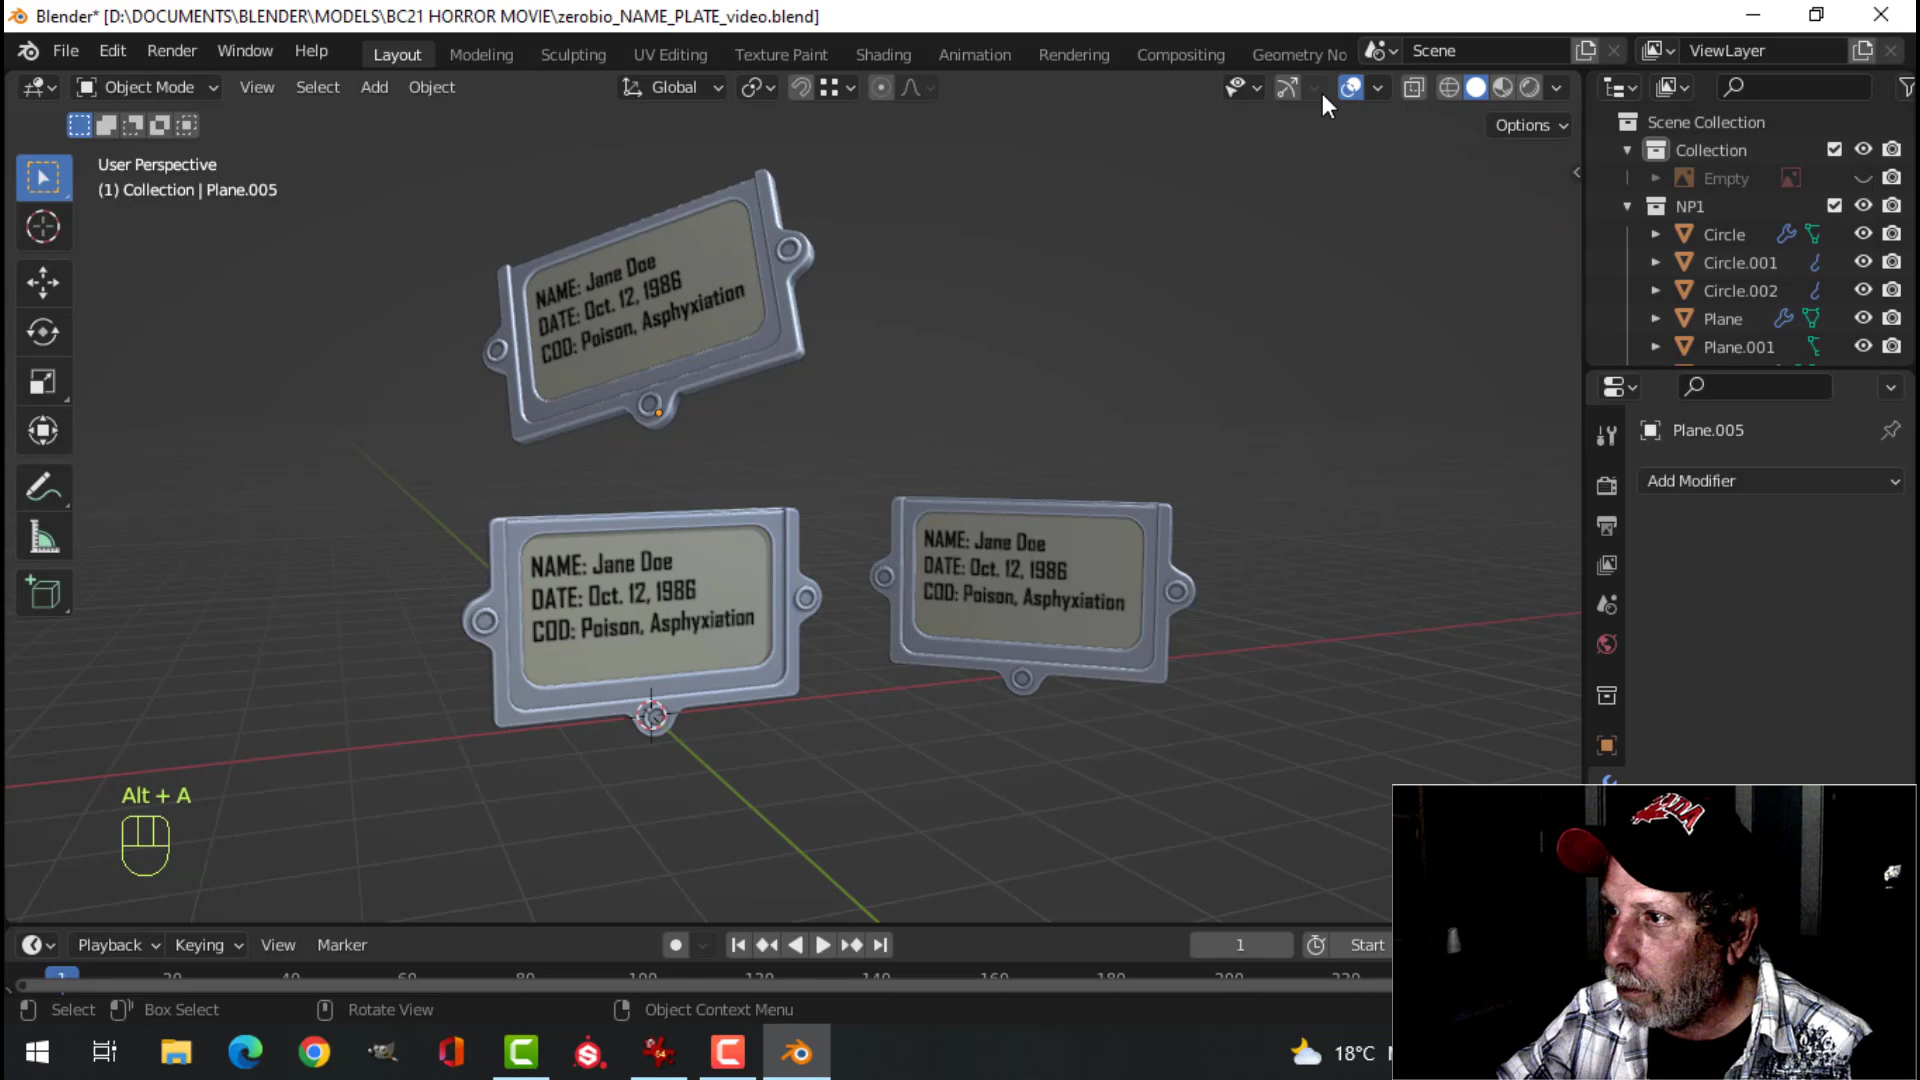 Blender* [D:\DOCUMENTS\BLENDER\MODELS\BC21 HORROR MOVIE\zerobio_NAME_PLATE_video.blend]
File Edit Render Window Help Layout Modeling Sculpting UV Editing Texture Paint Shading Animation Rendering Compositing Geometry No Scene ViewLayer
Object Mode View Select Add Object Global
Options
User Perspective
(1) Collection | Plane.005
Scene Collection
Collection
Empty
NP1
Circle
Circle.001
Circle.002
Plane
Plane.001
Plane.005
Add Modifier
NAME: Jane Doe
DATE: Oct. 12, 1986
COD: Poison, Asphyxiation
NAME: Jane Doe
DATE: Oct. 12, 1986
COD: Poison, Asphyxiation
NAME: Jane Doe
DATE: Oct. 12, 1986
COD: Poison, Asphyxiation
Alt + A
Playback Keying View Marker 1 Start
1
Select Box Select Rotate View Object Context Menu
18°C